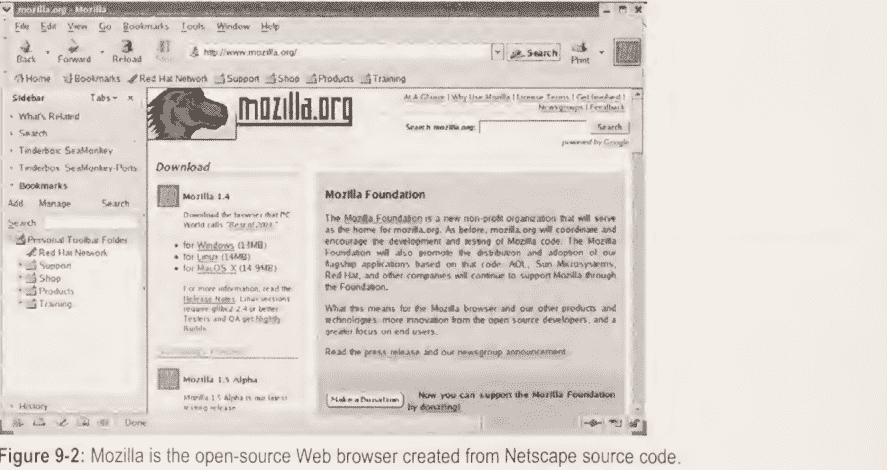 mozilla.org - Mozilla
File Edit View Go Bookmarks Tools Window Help
Back Forward Reload Stop http://www.mozilla.org/ Search Print
Home Bookmarks Red Hat Network Support Shop Products Training
Sidebar Tabs
What's Related
Search
Tinderbox: SeaMonkey
Tinderbox: SeaMonkey-Ports
Bookmarks
Add Manage Search
Search
Personal Toolbar Folder
Red Hat Network
Support
Shop
Products
Training
History
mozilla.org
At A Glance | Why Use Mozilla | License Terms | Get Involved |
Newsgroups | Feedback
Search mozilla.org: Search
powered by Google
Download
Mozilla 1.4
Download the browser that PC
World calls "Best of 2003."
• for Windows (13MB)
• for Linux (14MB)
• for MacOS X (14.9MB)
For more information, read the
Release Notes. Linux versions
require glibc2 2.4 or better
Testers and QA get Nightly
Builds.
Mozilla 1.5 Alpha
Mozilla 1.5 Alpha is our latest
testing release
Mozilla Foundation
The Mozilla Foundation is a new non-profit organization that will serve
as the home for mozilla.org. As before, mozilla.org will coordinate and
encourage the development and testing of Mozilla code. The Mozilla
Foundation will also promote the distribution and adoption of our
flagship applications based on that code. AOL, Sun Microsystems,
Red Hat, and other companies will continue to support Mozilla through
the Foundation.
What this means for the Mozilla browser and our other products and
technologies: more innovation from the open source developers, and a
greater focus on end users.
Read the press release and our newsgroup announcement.
Make a Donation Now you can support the Mozilla Foundation
by donating!
Done
Figure 9-2: Mozilla is the open-source Web browser created from Netscape source code.